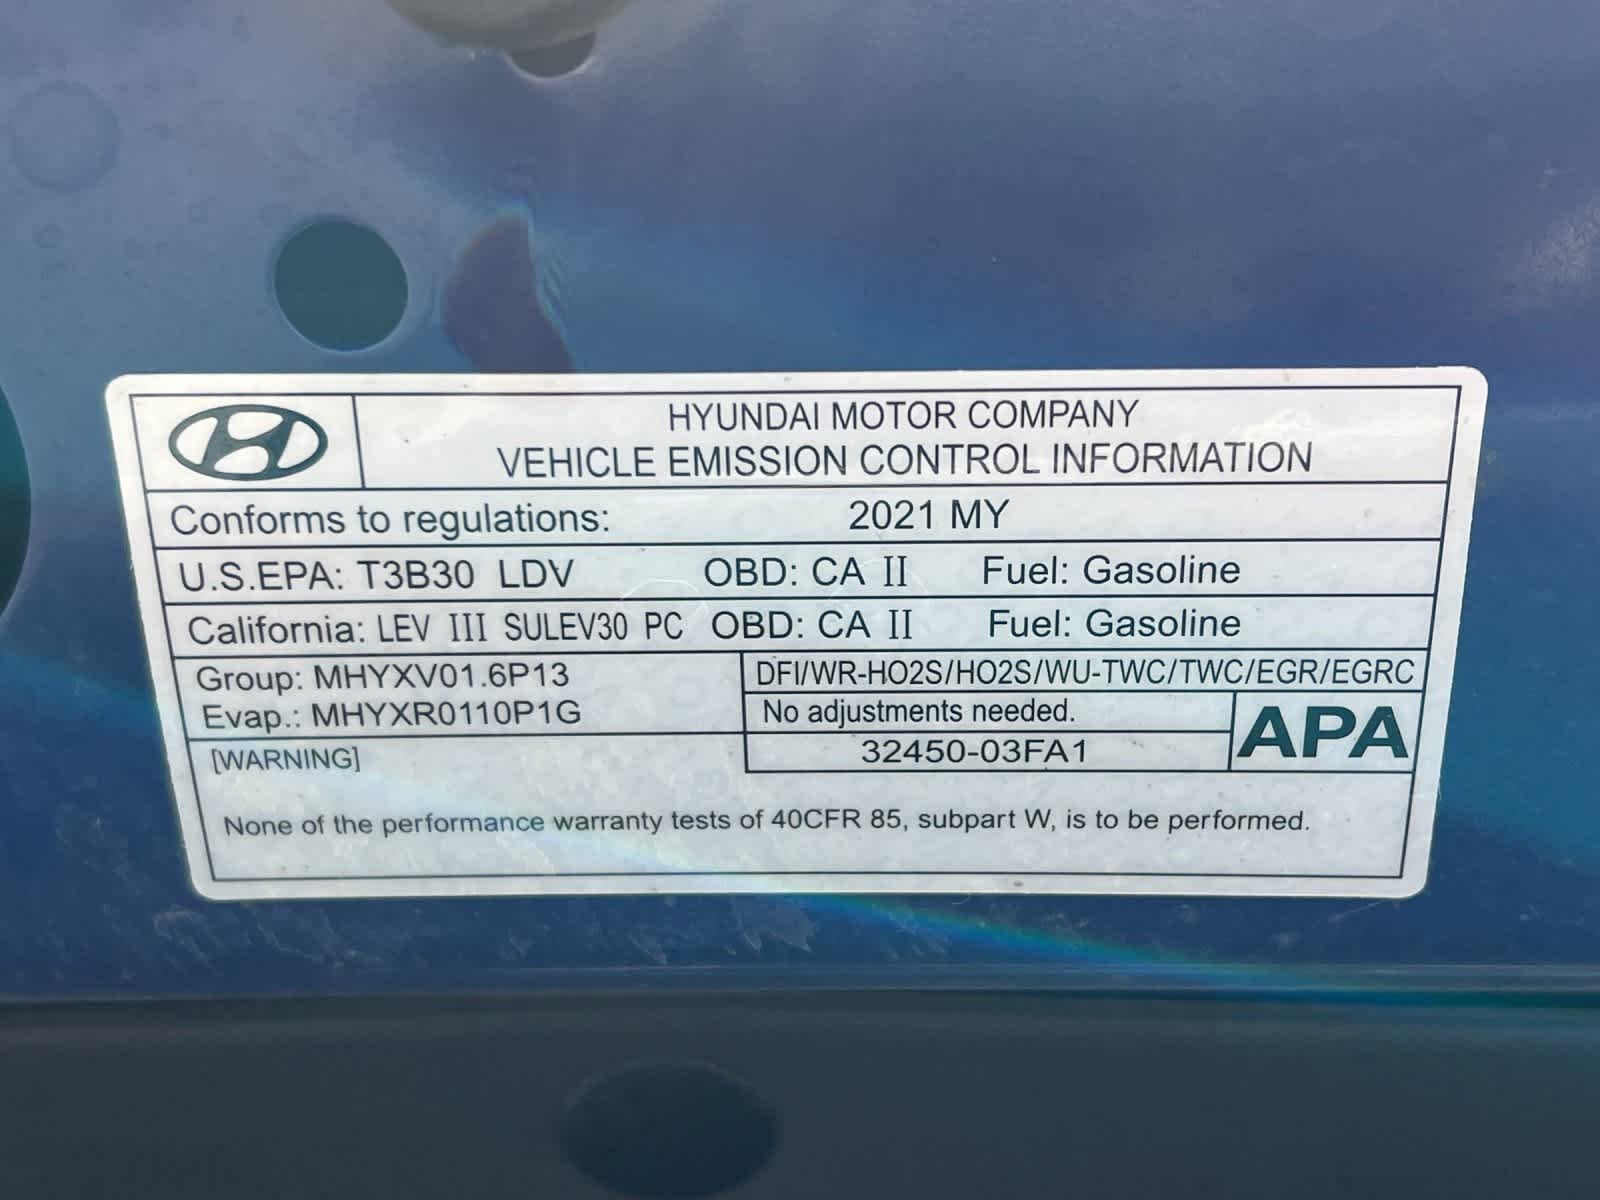 HYUNDAI MOTOR COMPANY
VEHICLE EMISSION CONTROL INFORMATION
Conforms to regulations: 2021 MY
U.S.EPA: T3B30 LDV OBD: CA II Fuel: Gasoline
California: LEV III SULEV30 PC OBD: CA II Fuel: Gasoline
Group: MHYXV01.6P13
Evap.: MHYXR0110P1G
DFI/WR-HO2S/HO2S/WU-TWC/TWC/EGR/EGRC
No adjustments needed.
32450-03FA1
APA
[WARNING]
None of the performance warranty tests of 40CFR 85, subpart W, is to be performed.